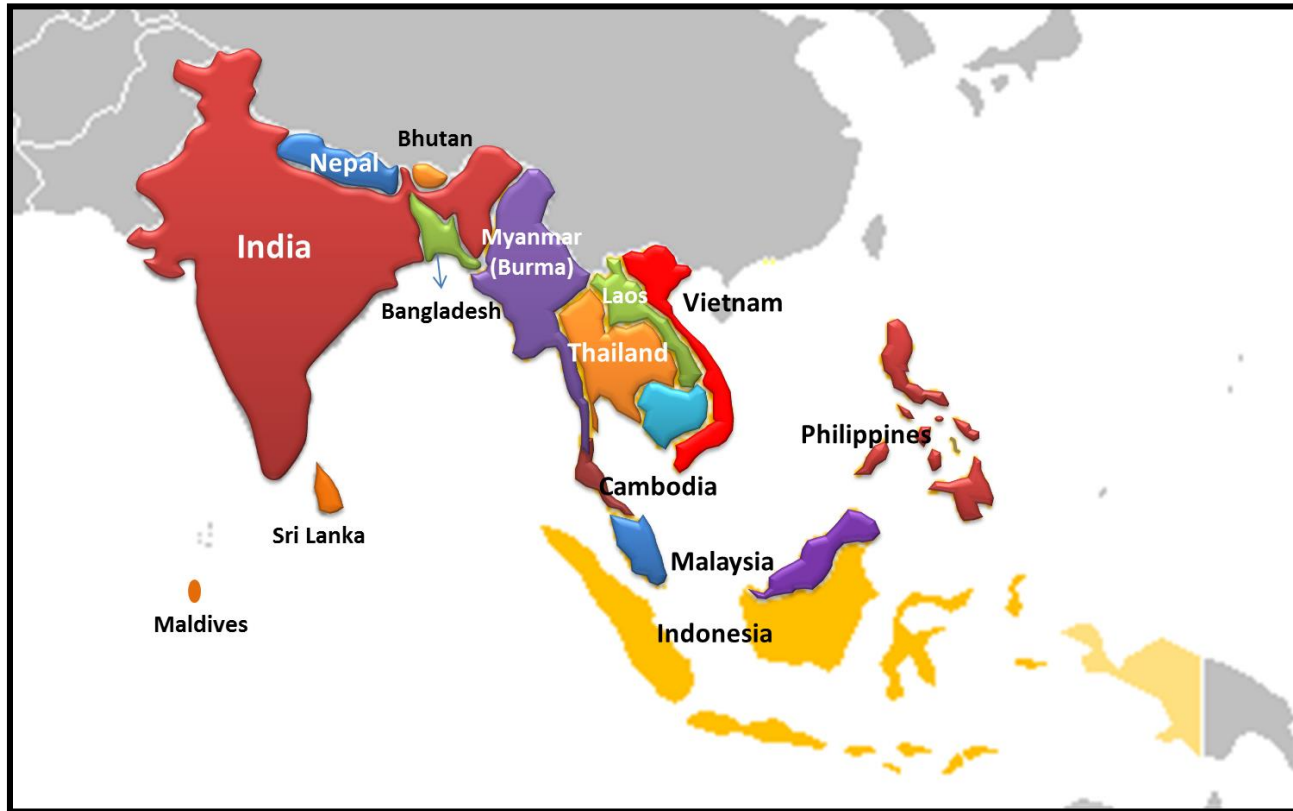 Bhutan
Nepal
India
Myanmar
(Burma)
Bangladesh
Laos
Vietnam
Thailand
Philippines
Cambodia
Sri Lanka
Malaysia
Maldives
Indonesia